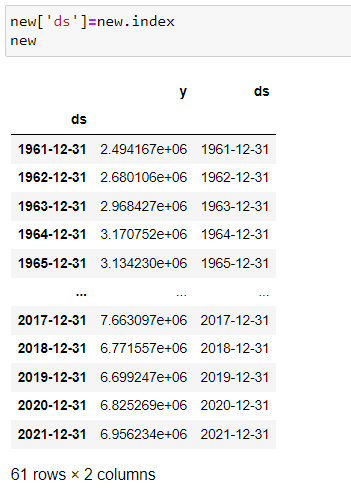 new['ds']=new.index
new
y ds
ds
1961-12-31 2.494167e+06 1961-12-31
1962-12-31 2.680106e+06 1962-12-31
1963-12-31 2.968427e+06 1963-12-31
1964-12-31 3.170752e+06 1964-12-31
1965-12-31 3.134230e+06 1965-12-31
... ... ...
2017-12-31 7.663097e+06 2017-12-31
2018-12-31 6.771557e+06 2018-12-31
2019-12-31 6.699247e+06 2019-12-31
2020-12-31 6.825269e+06 2020-12-31
2021-12-31 6.956234e+06 2021-12-31
61 rows × 2 columns